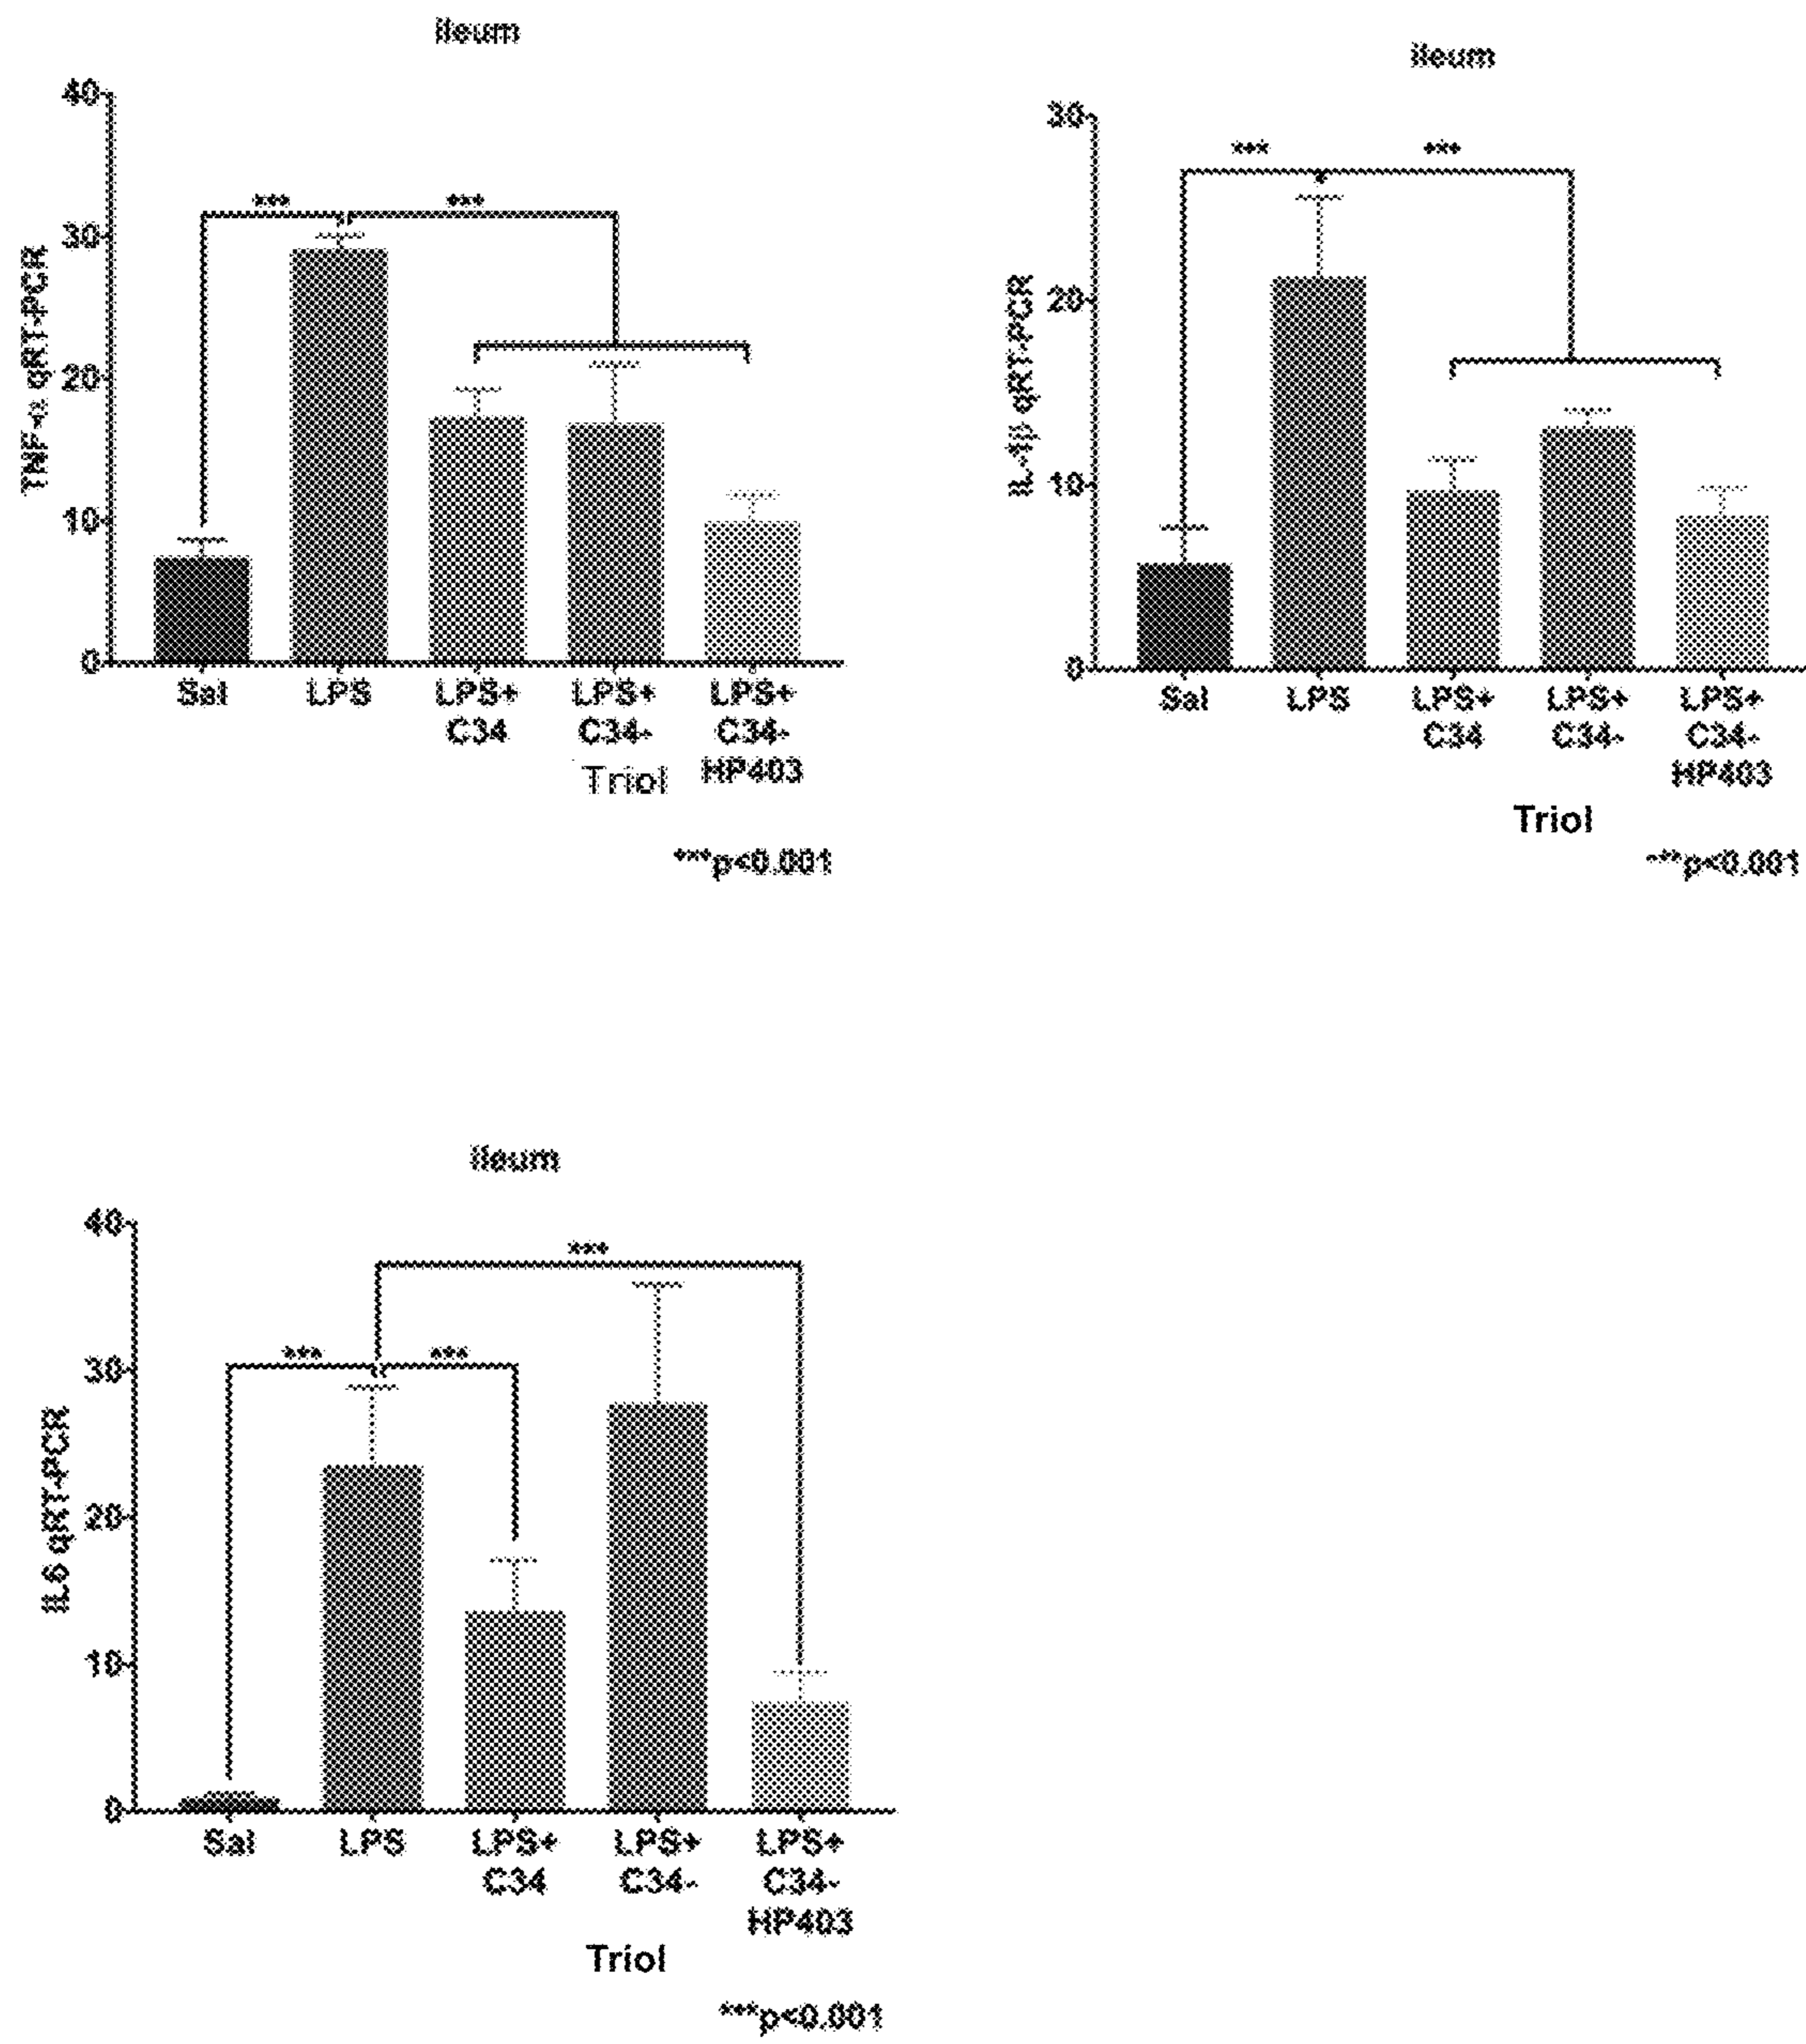 ileum
TNF-α qRT-PCR
40
30
20
10
0
***
***
Sal
LPS
LPS+
C34
LPS+
C34-
Triol
LPS+
C34-
HP403
***p<0.001
ileum
IL-1β qRT-PCR
30
20
10
0
***
***
Sal
LPS
LPS+
C34
LPS+
C34-
Triol
LPS+
C34-
HP403
***p<0.001
ileum
IL6 qRT-PCR
40
30
20
10
0
***
***
***
Sal
LPS
LPS+
C34
LPS+
C34-
Triol
LPS+
C34-
HP403
***p<0.001